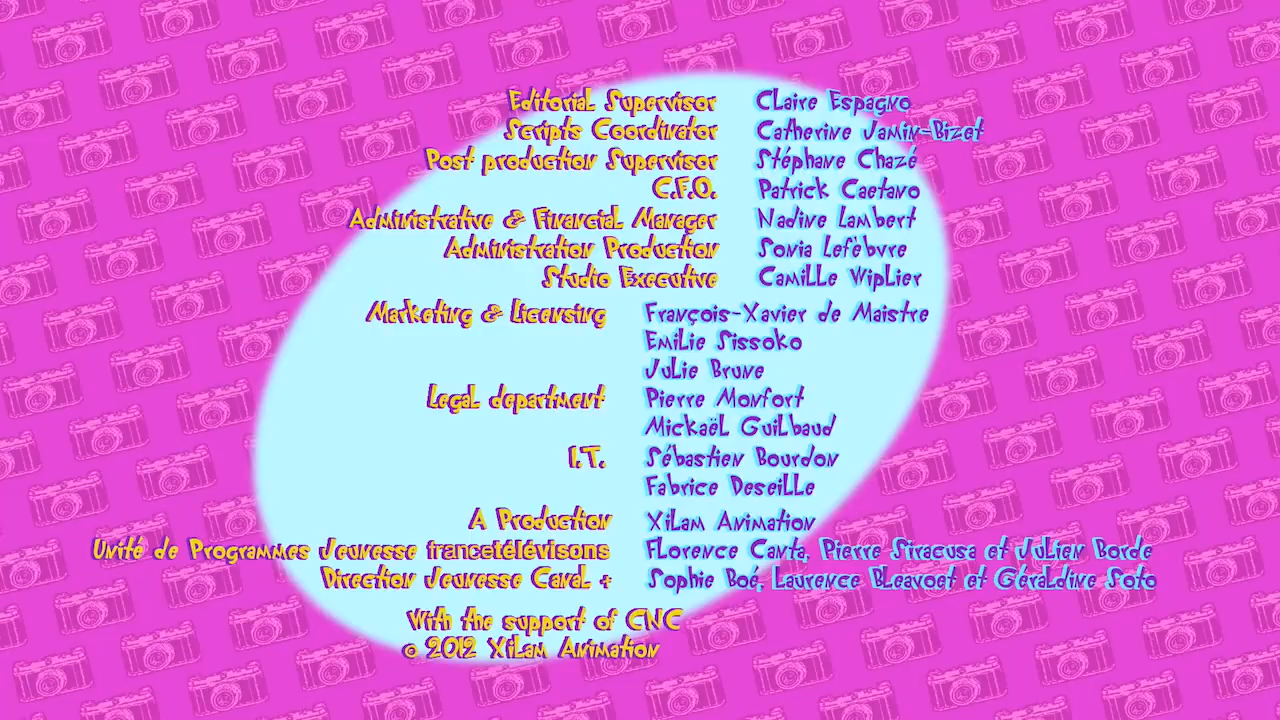 Editorial Supervisor Claire Espagno
Scripts Coordinator Catherine Jamin-Bizet
Post production Supervisor Stéphane Chazé
C.F.O. Patrick Caetano
Administrative & Financial Manager Nadine Lambert
Administration Production Sonia Lefèbvre
Studio Executive Camille Wiplier
Marketing & Licensing François-Xavier de Maistre
Emilie Sissoko
Julie Brune
Legal department Pierre Monfort
Mickaël Guilbaud
I.T. Sébastien Bourdon
Fabrice Deseille
A Production Xilam Animation
Unité de Programmes Jeunesse francetélévisons Florence Canta, Pierre Siracusa et Julien Borde
Direction Jeunesse Canal + Sophie Boé, Laurence Bleavoet et Géraldine Soto
With the support of CNC
© 2012 Xilam Animation